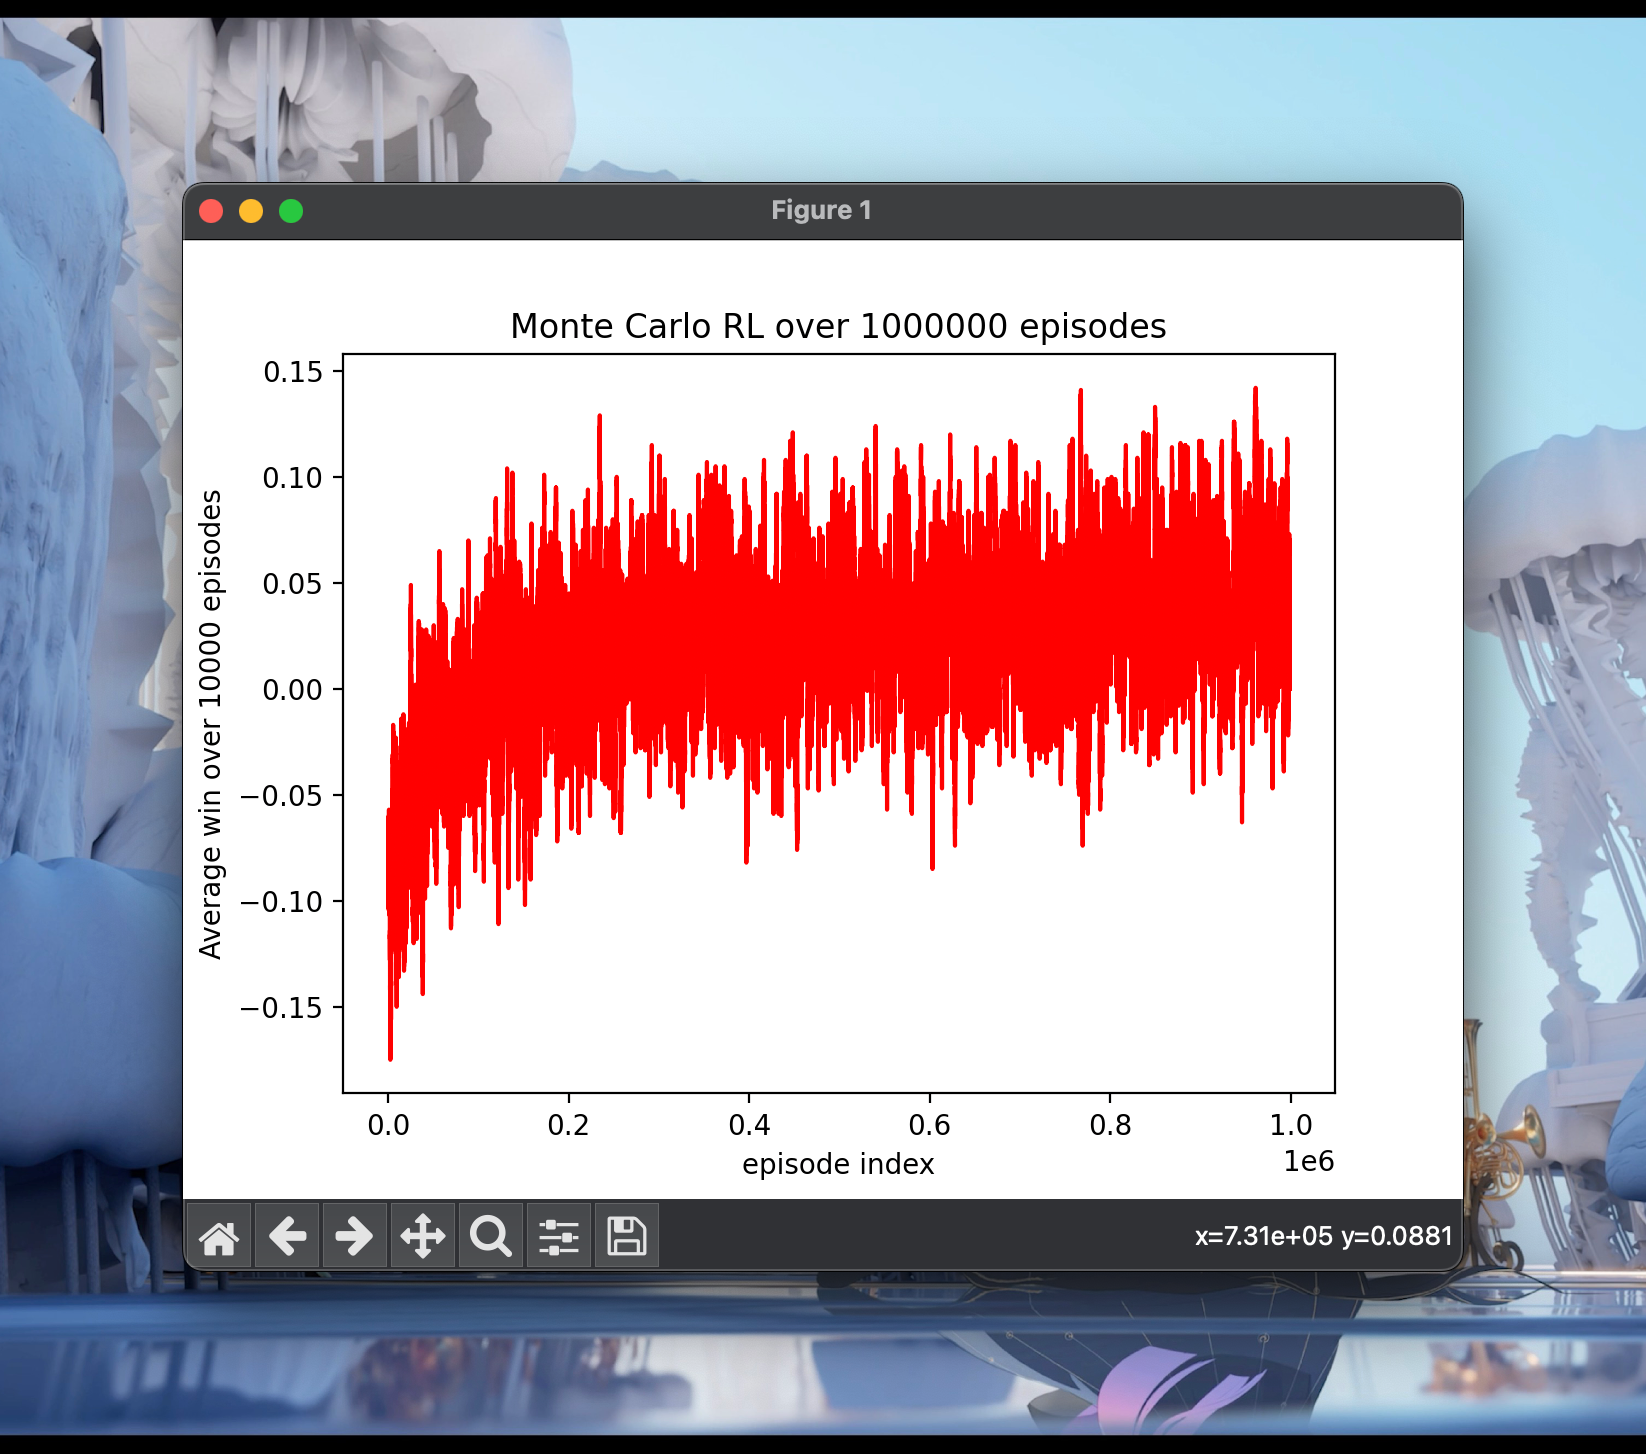 Figure 1
Monte Carlo RL over 1000000 episodes
0.15
0.10
0.05
0.00
−0.05
−0.10
−0.15
Average win over 10000 episodes
0.0 0.2 0.4 0.6 0.8 1.0
1e6
episode index
x=7.31e+05 y=0.0881